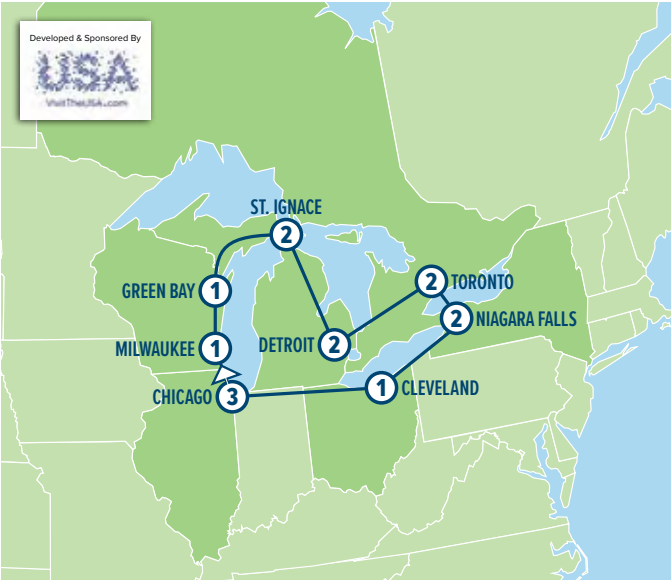 Developed & Sponsored By
USA
VisitTheUSA.com
ST. IGNACE
2
GREEN BAY
1
2
TORONTO
2
NIAGARA FALLS
MILWAUKEE
1
DETROIT
2
CHICAGO
3
1
CLEVELAND